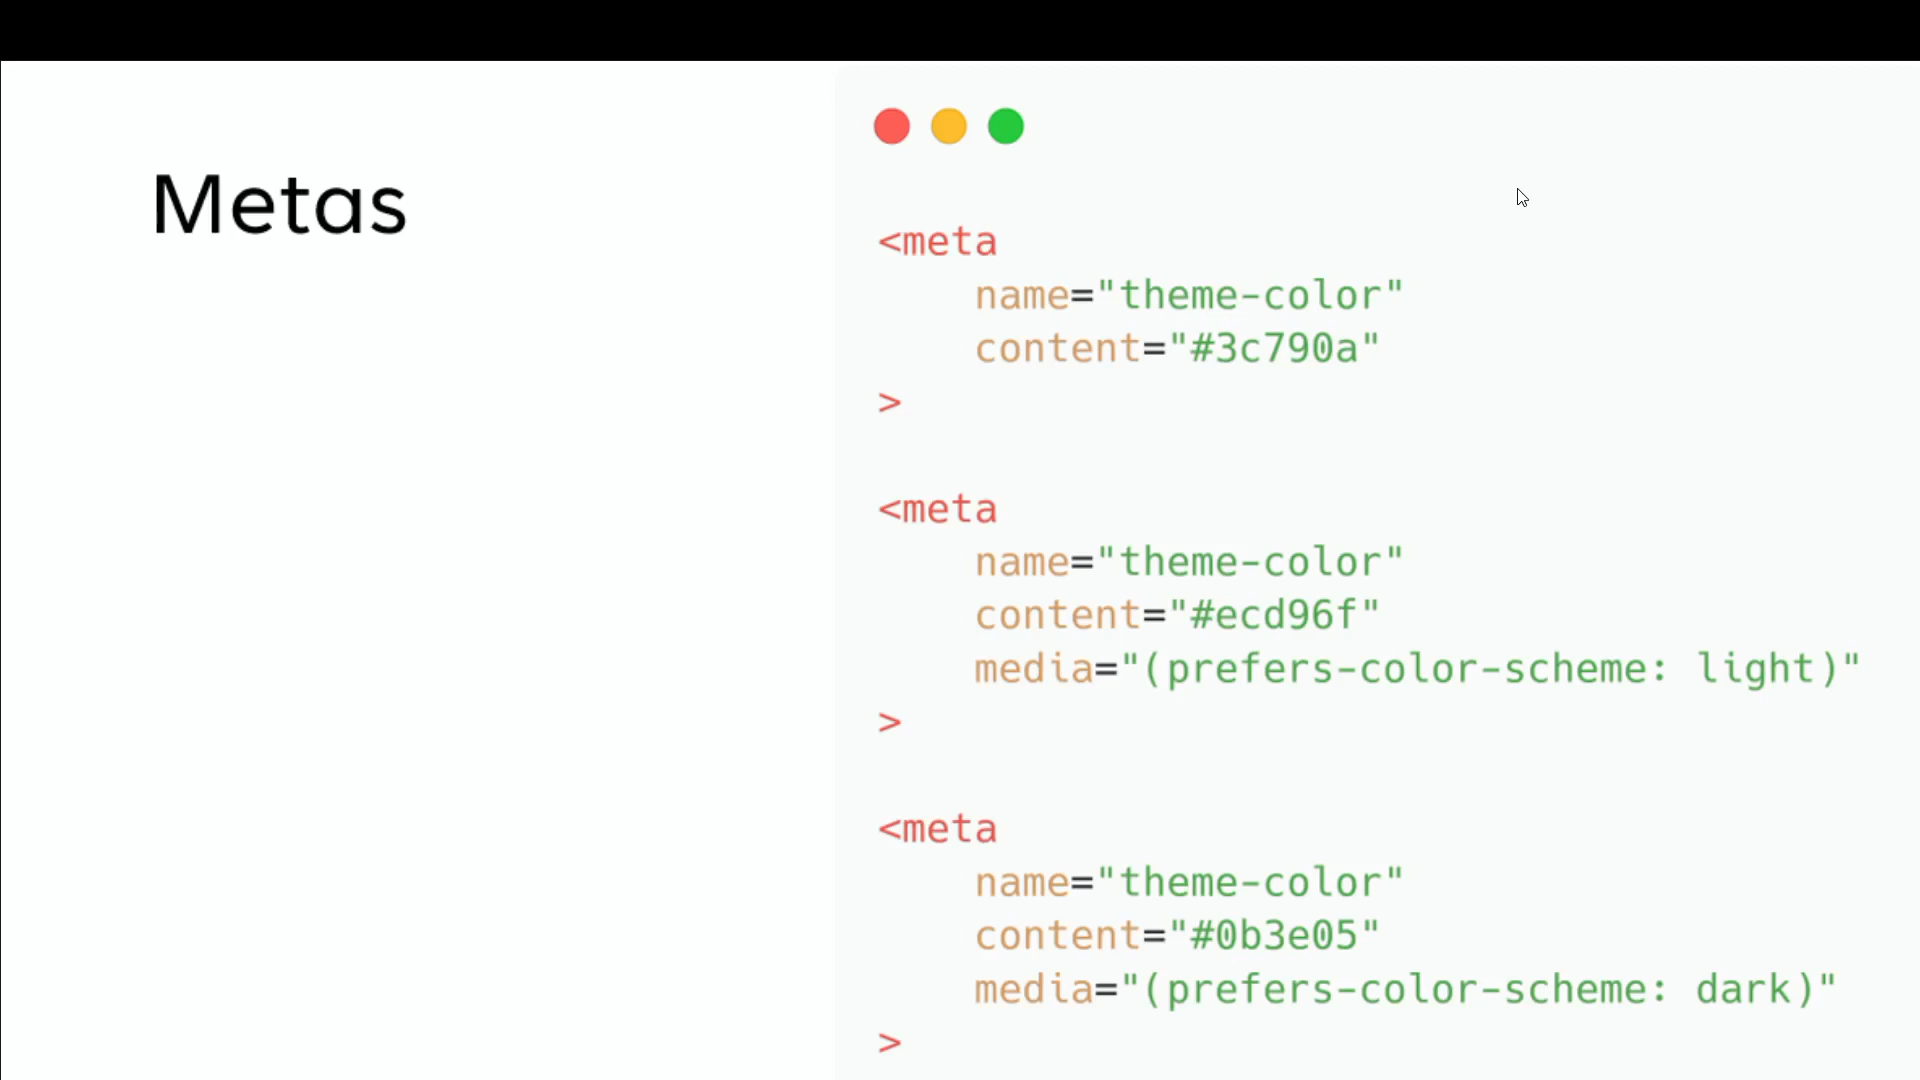 Metas
<meta
name="theme-color"
content="#3c790a"
>
<meta
name="theme-color"
content="#ecd96f"
media="(prefers-color-scheme: light)"
>
<meta
name="theme-color"
content="#0b3e05"
media="(prefers-color-scheme: dark)"
>